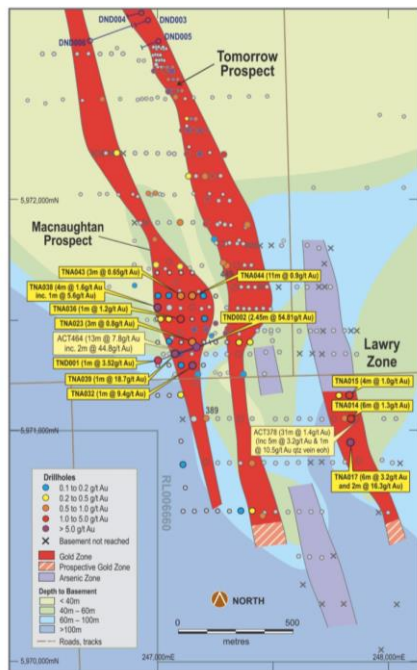 DND004
DND003
DND006
DND005
Tomorrow
Prospect
5,972,000mN
Macnaughtan
Prospect
TNA043 (3m @ 0.65g/t Au)
TNA044 (11m @ 0.9g/t Au)
TNA038 (4m @ 1.6g/t Au
inc. 1m @ 5.6g/t Au)
TNA036 (1m @ 1.2g/t Au)
TND002 (2.45m @ 54.81g/t Au)
TNA023 (3m @ 0.8g/t Au)
Lawry
Zone
ACT464 (13m @ 7.8g/t Au
inc. 2m @ 44.8g/t Au)
TND001 (1m @ 3.52g/t Au)
TNA039 (1m @ 18.7g/t Au)
TNA032 (1m @ 9.4g/t Au)
TNA015 (4m @ 1.0g/t Au)
TNA014 (6m @ 1.3g/t Au)
389
5,971,000mN
ACT378 (31m @ 1.4g/t Au)
(Inc 5m @ 3.2g/t Au & 1m
@ 10.5g/t Au qtz vein eoh)
TNA017 (6m @ 3.2g/t Au
and 2m @ 16.3g/t Au)
RL006660
Drillholes
0.1 to 0.2 g/t Au
0.2 to 0.5 g/t Au
0.5 to 1.0 g/t Au
1.0 to 5.0 g/t Au
> 5.0 g/t Au
Basement not reached
Gold Zone
Prospective Gold Zone
Arsenic Zone
Depth to Basement
< 40m
40m – 60m
60m – 100m
>100m
Roads, tracks
NORTH
0
500
metres
5,970,000mN
247,000mE
248,000mE